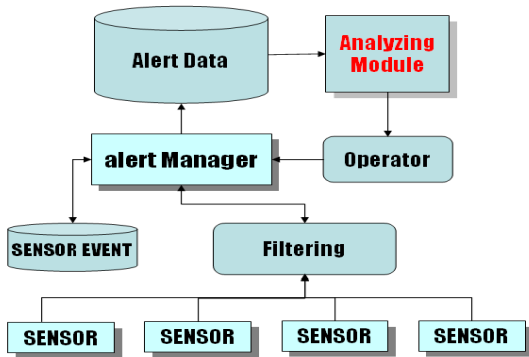 Alert Data
Analyzing
Module
alert Manager
Operator
SENSOR EVENT
Filtering
SENSOR
SENSOR
SENSOR
SENSOR